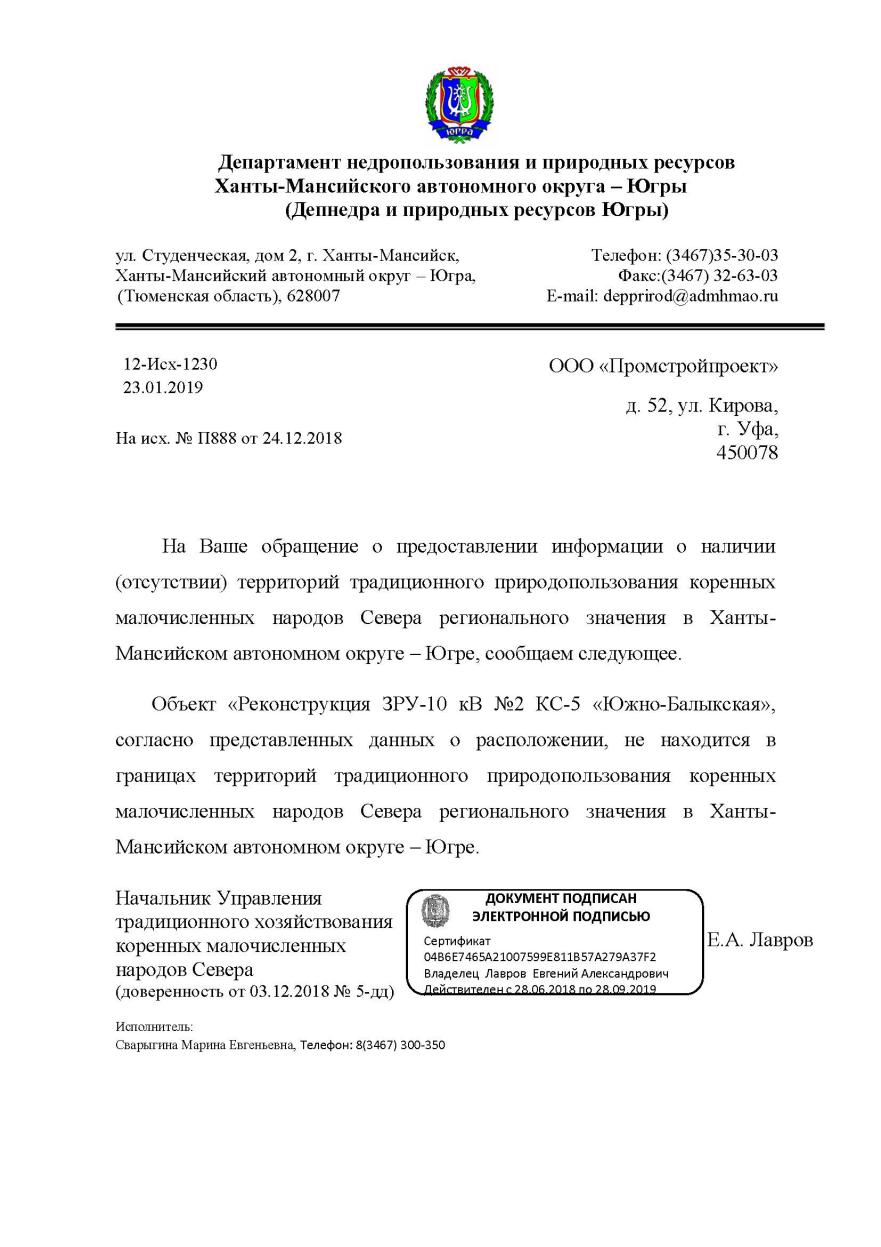 ЮГРА
Департамент недропользования и природных ресурсов
Ханты-Мансийского автономного округа – Югры
(Депнедра и природных ресурсов Югры)
ул. Студенческая, дом 2, г. Ханты-Мансийск,
Ханты-Мансийский автономный округ – Югра,
(Тюменская область), 628007
Телефон: (3467)35-30-03
Факс:(3467) 32-63-03
E-mail: depprirod@admhmao.ru
12-Исх-1230
23.01.2019
На исх. № П888 от 24.12.2018
ООО «Промстройпроект»
д. 52, ул. Кирова,
г. Уфа,
450078
На Ваше обращение о предоставлении информации о наличии
(отсутствии) территорий традиционного природопользования коренных
малочисленных народов Севера регионального значения в Ханты-
Мансийском автономном округе – Югре, сообщаем следующее.
Объект «Реконструкция ЗРУ-10 кВ №2 КС-5 «Южно-Балыкская»,
согласно представленных данных о расположении, не находится в
границах территорий традиционного природопользования коренных
малочисленных народов Севера регионального значения в Ханты-
Мансийском автономном округе – Югре.
Начальник Управления
традиционного хозяйствования
коренных малочисленных
народов Севера
(доверенность от 03.12.2018 № 5-дд)
ДОКУМЕНТ ПОДПИСАН
ЭЛЕКТРОННОЙ ПОДПИСЬЮ
Сертификат
04B6E7465A21007599E811B57A279A37F2
Владелец Лавров Евгений Александрович
Действителен с 28.06.2018 по 28.09.2019
Е.А. Лавров
Исполнитель:
Сварыгина Марина Евгеньевна, Телефон: 8(3467) 300-350